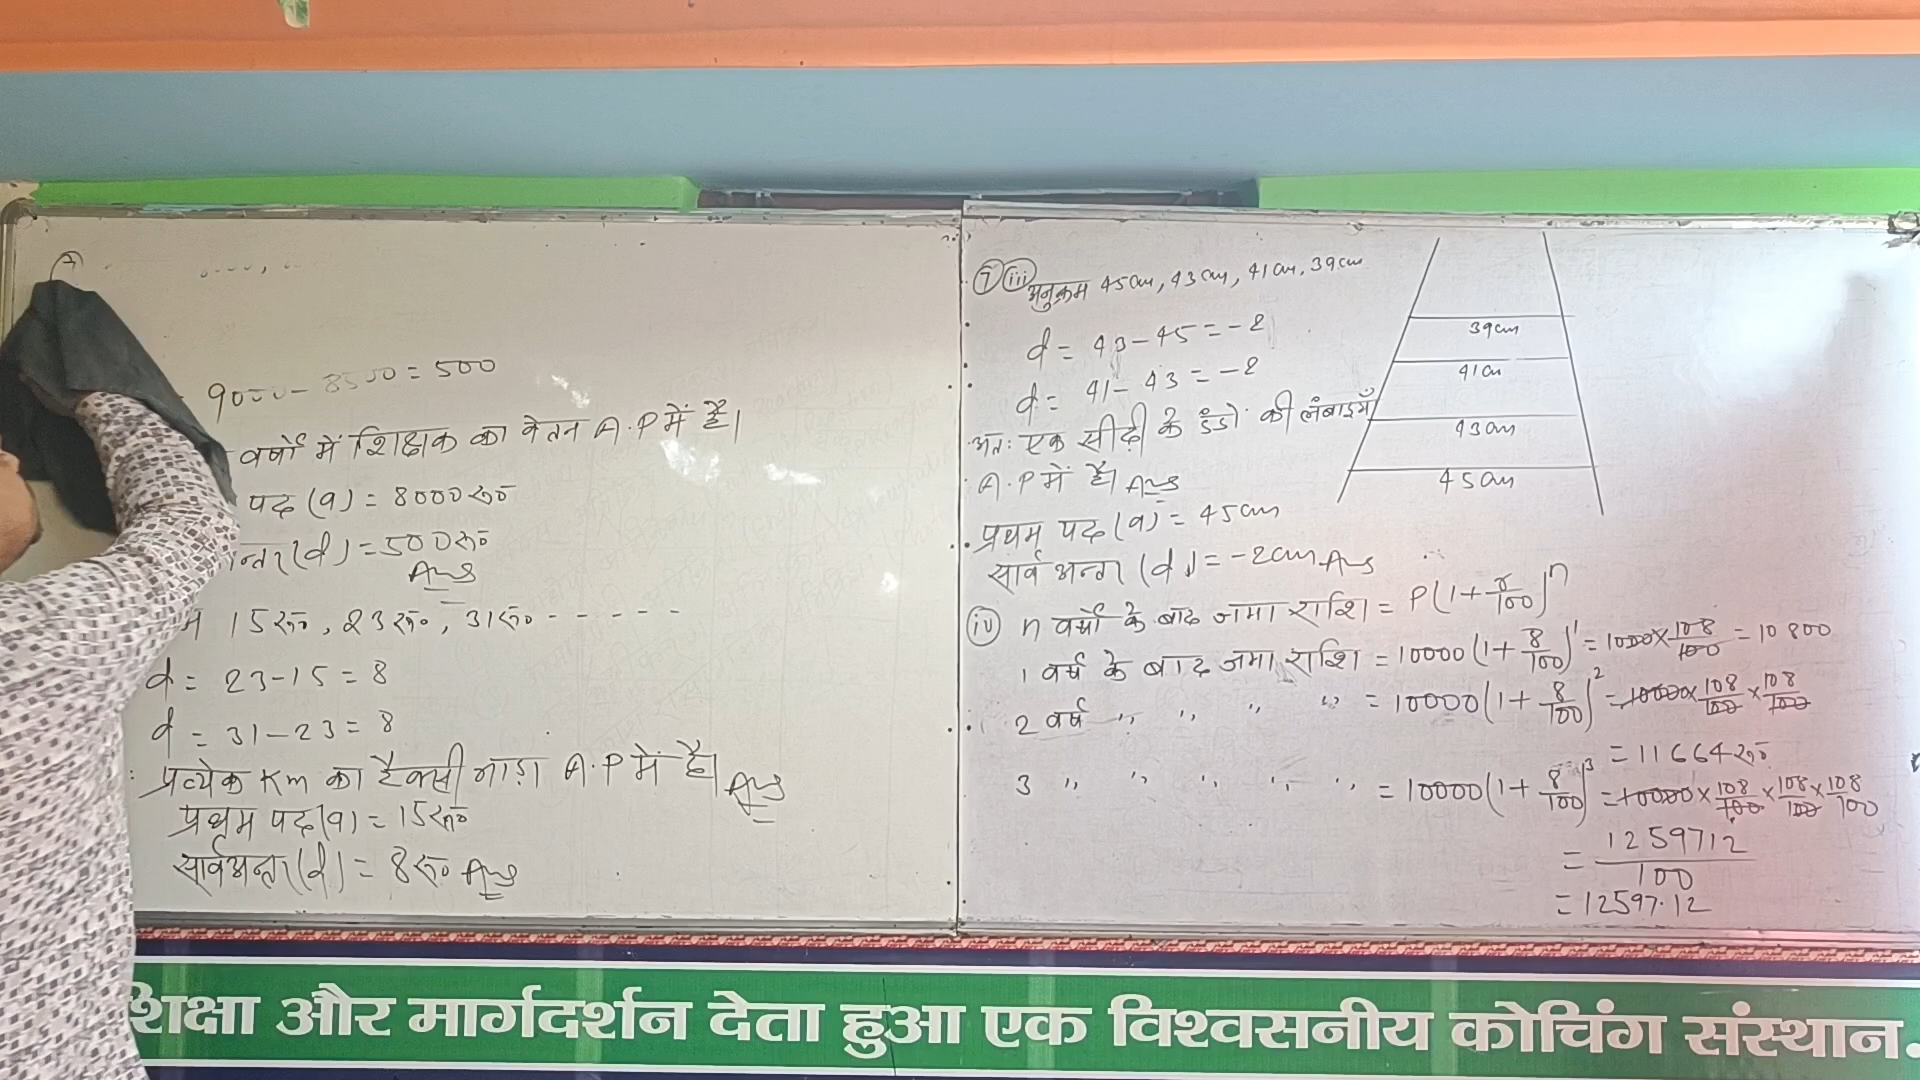 9000 - 8500 = 500
वर्षों में शिक्षक का वेतन A.P में है।
पद (a) = 8000रु०
न्तर (d) = 500रु०
Ans
15रु०, 23रु०, 31रु० - - - - -
d = 23-15 = 8
d = 31-23 = 8
प्रत्येक Km का टैक्सी भाड़ा A.P में है। Ans
प्रथम पद (a) = 15रु०
सार्वअन्तर (d) = 8रु० Ans
7 iii अनुक्रम 45cm, 43cm, 41cm, 39cm
d = 43-45 = -2
d = 41-43 = -2
अतः एक सीढ़ी के डंडो की लंबाइयाँ
A.P में है। Ans
प्रथम पद (a) = 45cm
सार्व अन्तर (d) = -2cm Ans
39cm
41cm
43cm
45cm
iv n वर्षों के बाद जमा राशि = P(1+r/100)^n
1 वर्ष के बाद जमा राशि = 10000(1+8/100)^1 = 10000×108/100 = 10800
2 वर्ष " " " " = 10000(1+8/100)^2 = 10000×108/100×108/100
= 11664रु०
3 " " " " " = 10000(1+8/100)^3 = 10000×108/100×108/100×108/100
= 1259712/100
= 12597.12
शिक्षा और मार्गदर्शन देता हुआ एक विश्वसनीय कोचिंग संस्थान.